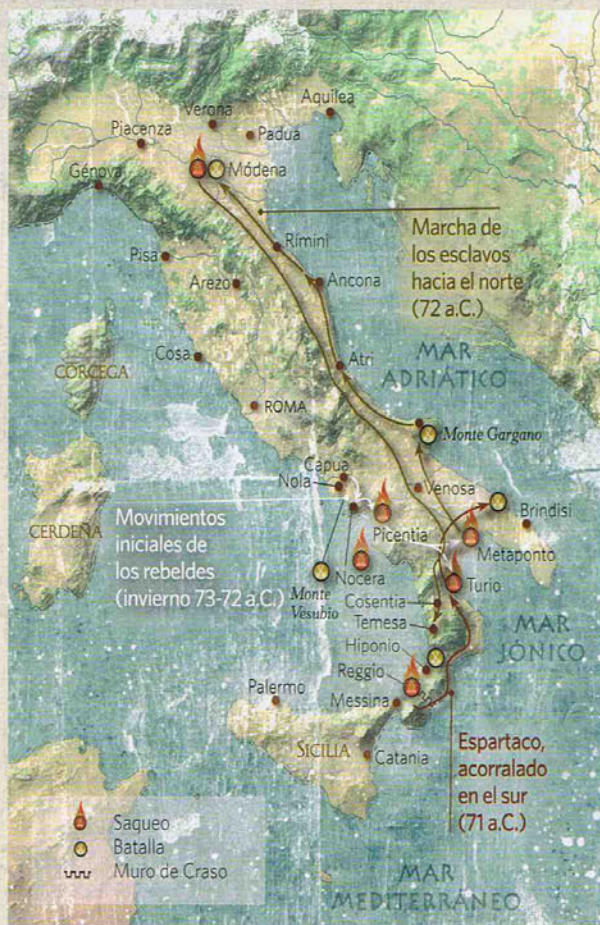 Aquilea
Verona
Piacenza
Padua
Génova
Módena
Marcha de
los esclavos
hacia el norte
(72 a.C.)
Rimini
Pisa
Arezo
Ancona
MAR
ADRIÁTICO
Cosa
Atri
CÓRCEGA
ROMA
Monte Gargano
Capua
Nola
Venosa
Brindisi
CERDEÑA
Movimientos
iniciales de
los rebeldes
(invierno 73-72 a.C.)
Picentia
Metaponto
Nocera
Turio
Monte
Vesubio
Cosentia
Temesa
MAR
JÓNICO
Hiponio
Reggio
Palermo
Messina
SICILIA
Catania
Espartaco,
acorralado
en el sur
(71 a.C.)
Saqueo
Batalla
Muro de Craso
MAR
MEDITERRÁNEO